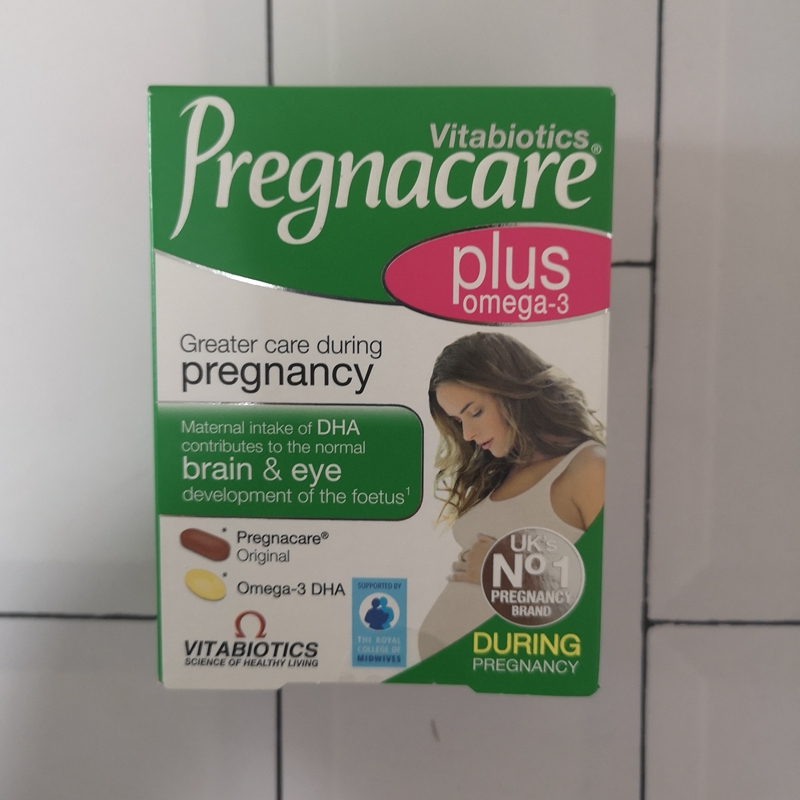 Vitabiotics
Pregnacare®
plus
omega-3
Greater care during
pregnancy
Maternal intake of DHA
contributes to the normal
brain & eye
development of the foetus¹
Pregnacare®
Original
Omega-3 DHA
SUPPORTED BY
THE ROYAL
COLLEGE OF
MIDWIVES
VITABIOTICS
SCIENCE OF HEALTHY LIVING
UK's
Nº1
PREGNANCY
BRAND
DURING
PREGNANCY